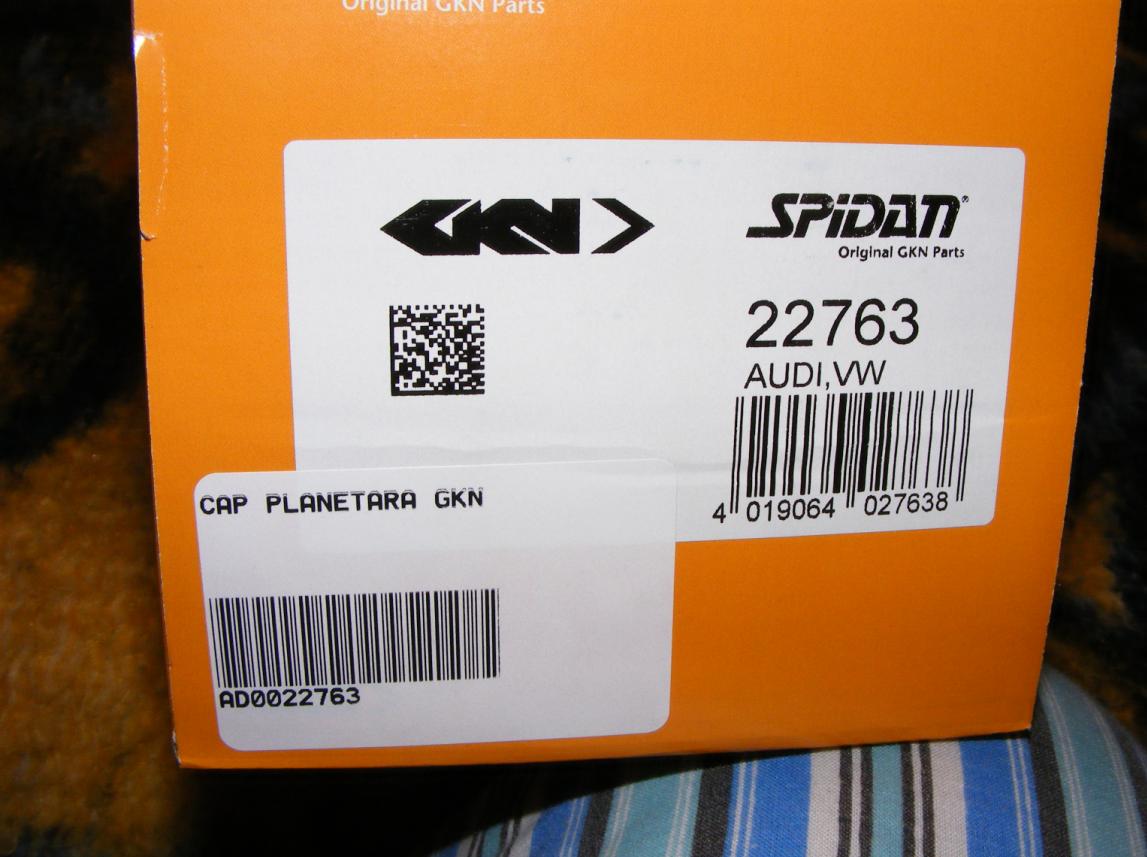 Original GKN Parts
GKN
SPiDAN®
Original GKN Parts
22763
AUDI,VW
4 019064 027638
CAP PLANETARA GKN
AD0022763